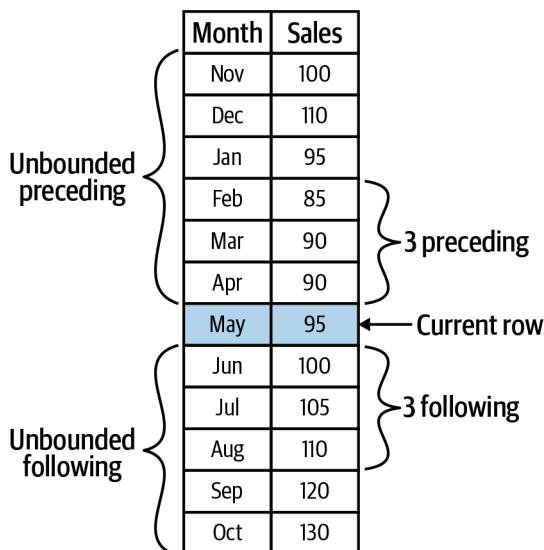 Month Sales
Nov 100
Dec 110
Jan 95
Unbounded
preceding
Feb 85
Mar 90
3 preceding
Apr 90
May 95
Current row
Jun 100
Jul 105
3 following
Aug 110
Unbounded
following
Sep 120
Oct 130